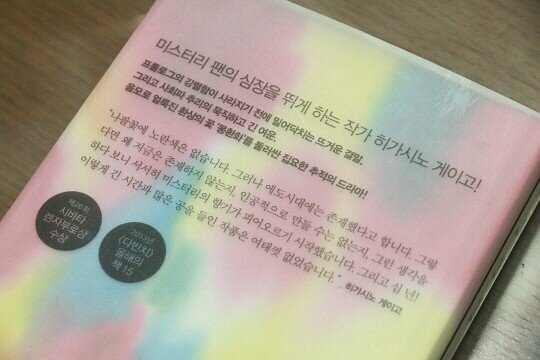 미스터리 팬의 심장을 뛰게 하는 작가 히가시노 게이고!
프롤로그의 강렬함이 사라지기 전에 밀어닥치는 뜨거운 결말.
그리고 사회파 추리의 묵직하고 긴 여운.
음모로 얼룩진 환상의 꽃 '몽환화'를 둘러싼 집요한 추적의 드라마!
"나팔꽃에 노란색은 없습니다. 그러나 에도시대에는 존재했다고 합니다. 그렇
다면 왜 지금은 존재하지 않는지, 인공적으로 만들 수는 없는지, 그런 생각을
하다 보니 서서히 미스터리의 향기가 피어오르기 시작했습니다. 그리고 십 년!
이렇게 긴 시간과 많은 공을 들인 작품은 여태껏 없었습니다." _히가시노 게이고
제26회
시바타
렌자부로상
수상
2013년
〈다빈치〉
올해의
책 15